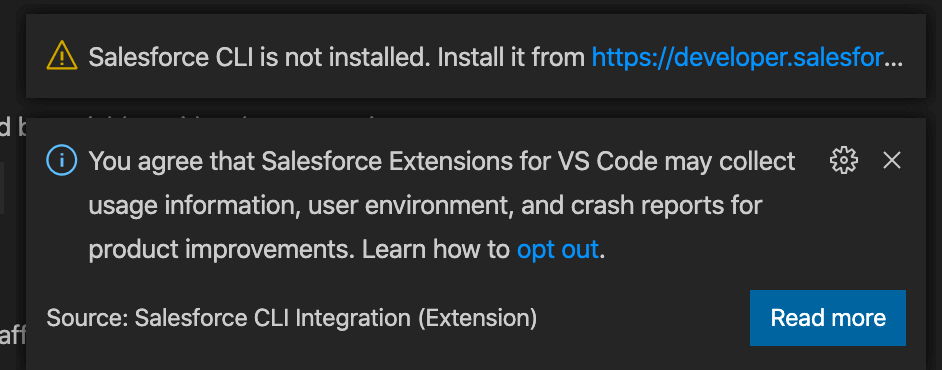 Salesforce CLI is not installed. Install it from https://developer.salesfor...
You agree that Salesforce Extensions for VS Code may collect
usage information, user environment, and crash reports for
product improvements. Learn how to opt out.
Source: Salesforce CLI Integration (Extension)
Read more